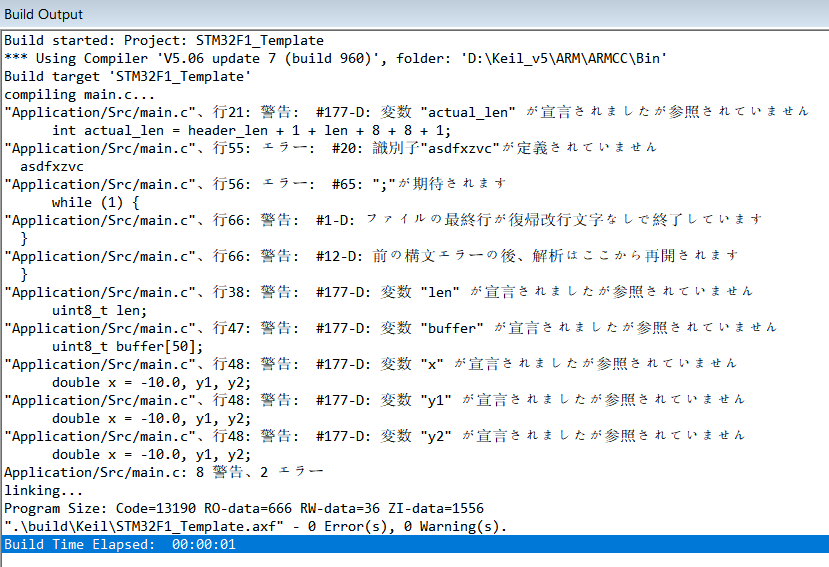 Build Output
Build started: Project: STM32F1_Template
*** Using Compiler 'V5.06 update 7 (build 960)', folder: 'D:\Keil_v5\ARM\ARMCC\Bin'
Build target 'STM32F1_Template'
compiling main.c...
"Application/Src/main.c"、行21: 警告:  #177-D: 変数 "actual_len" が宣言されましたが参照されていません
      int actual_len = header_len + 1 + len + 8 + 8 + 1;
"Application/Src/main.c"、行55: エラー:  #20: 識別子"asdfxzvc"が定義されていません
  asdfxzvc
"Application/Src/main.c"、行56: エラー:  #65: ";"が期待されます
      while (1) {
"Application/Src/main.c"、行66: 警告:  #1-D: ファイルの最終行が復帰改行文字なしで終了しています
  }
"Application/Src/main.c"、行66: 警告:  #12-D: 前の構文エラーの後、解析はここから再開されます
  }
"Application/Src/main.c"、行38: 警告:  #177-D: 変数 "len" が宣言されましたが参照されていません
      uint8_t len;
"Application/Src/main.c"、行47: 警告:  #177-D: 変数 "buffer" が宣言されましたが参照されていません
      uint8_t buffer[50];
"Application/Src/main.c"、行48: 警告:  #177-D: 変数 "x" が宣言されましたが参照されていません
      double x = -10.0, y1, y2;
"Application/Src/main.c"、行48: 警告:  #177-D: 変数 "y1" が宣言されましたが参照されていません
      double x = -10.0, y1, y2;
"Application/Src/main.c"、行48: 警告:  #177-D: 変数 "y2" が宣言されましたが参照されていません
      double x = -10.0, y1, y2;
Application/Src/main.c: 8 警告、2 エラー
linking...
Program Size: Code=13190 RO-data=666 RW-data=36 ZI-data=1556
".\build\Keil\STM32F1_Template.axf" - 0 Error(s), 0 Warning(s).
Build Time Elapsed:  00:00:01